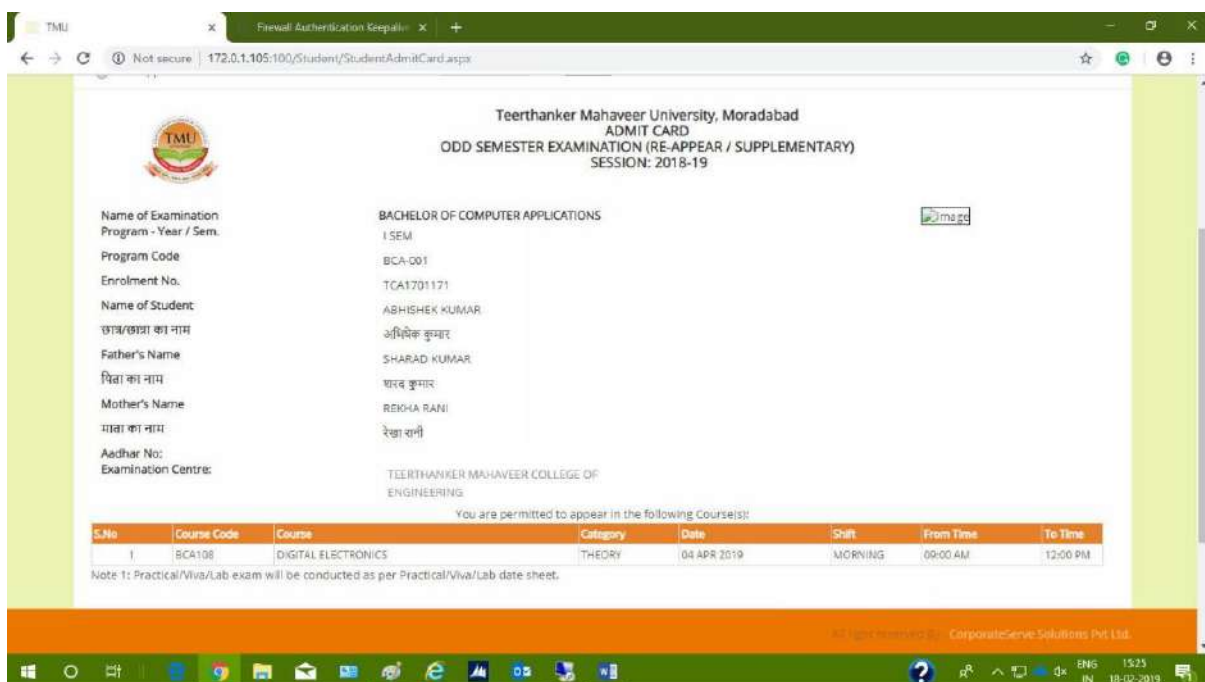 TMU
Firewall Authentication Keepalive
Not secure 172.0.1.105:100/Student/StudentAdmitCard.aspx
TMU
Teerthanker Mahaveer University, Moradabad
ADMIT CARD
ODD SEMESTER EXAMINATION (RE-APPEAR / SUPPLEMENTARY)
SESSION: 2018-19
Name of Examination BACHELOR OF COMPUTER APPLICATIONS Image
Program - Year / Sem. I SEM
Program Code BCA-001
Enrolment No. TCA1701171
Name of Student ABHISHEK KUMAR
छात्र/छात्रा का नाम अभिषेक कुमार
Father's Name SHARAD KUMAR
पिता का नाम शरद कुमार
Mother's Name REKHA RANI
माता का नाम रेखा रानी
Aadhar No:
Examination Centre: TEERTHANKER MAHAVEER COLLEGE OF
ENGINEERING
You are permitted to appear in the following Course(s):
S.No Course Code Course Category Date Shift From Time To Time
1 BCA108 DIGITAL ELECTRONICS THEORY 04 APR 2019 MORNING 09:00 AM 12:00 PM
Note 1: Practical/Viva/Lab exam will be conducted as per Practical/Viva/Lab date sheet.
All right reserved By CorporateServe Solutions Pvt Ltd.
ENG 15:25
IN 18-02-2019